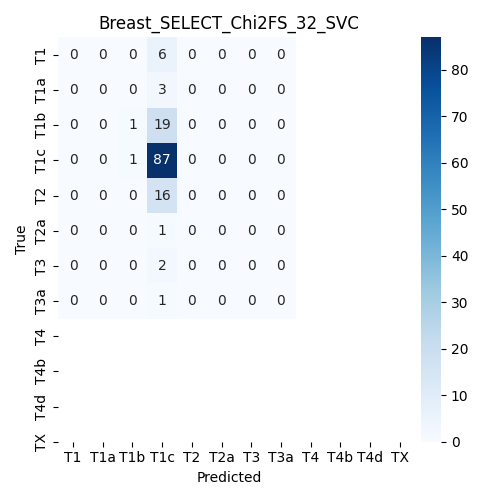 Breast_SELECT_Chi2FS_32_SVC
T1 0 0 0 6 0 0 0 0
T1a 0 0 0 3 0 0 0 0
T1b 0 0 1 19 0 0 0 0
T1c 0 0 1 87 0 0 0 0
T2 0 0 0 16 0 0 0 0
T2a 0 0 0 1 0 0 0 0
T3 0 0 0 2 0 0 0 0
T3a 0 0 0 1 0 0 0 0
T4
T4b
T4d
TX
True
T1 T1a T1b T1c T2 T2a T3 T3a T4 T4b T4d TX
Predicted
80
70
60
50
40
30
20
10
0